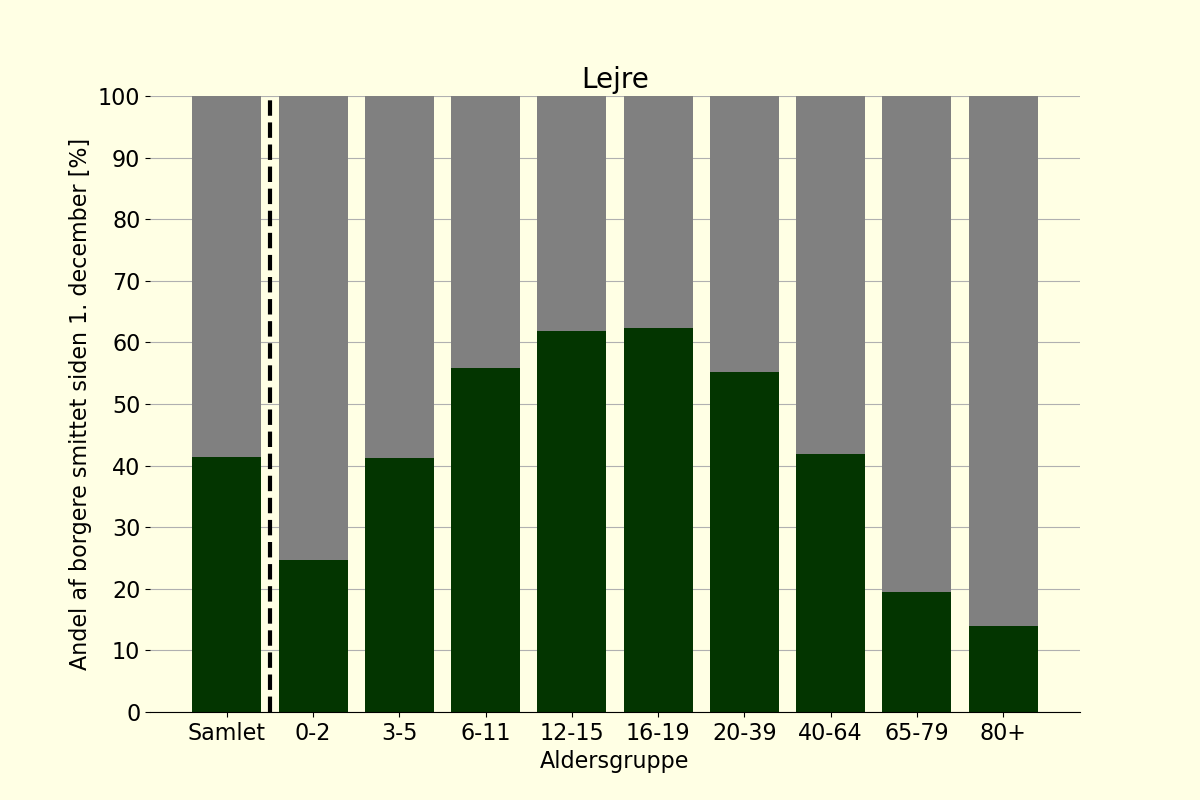 Lejre
Andel af borgere smittet siden 1. december [%]
100
90
80
70
60
50
40
30
20
10
0
Samlet 0-2 3-5 6-11 12-15 16-19 20-39 40-64 65-79 80+
Aldersgruppe